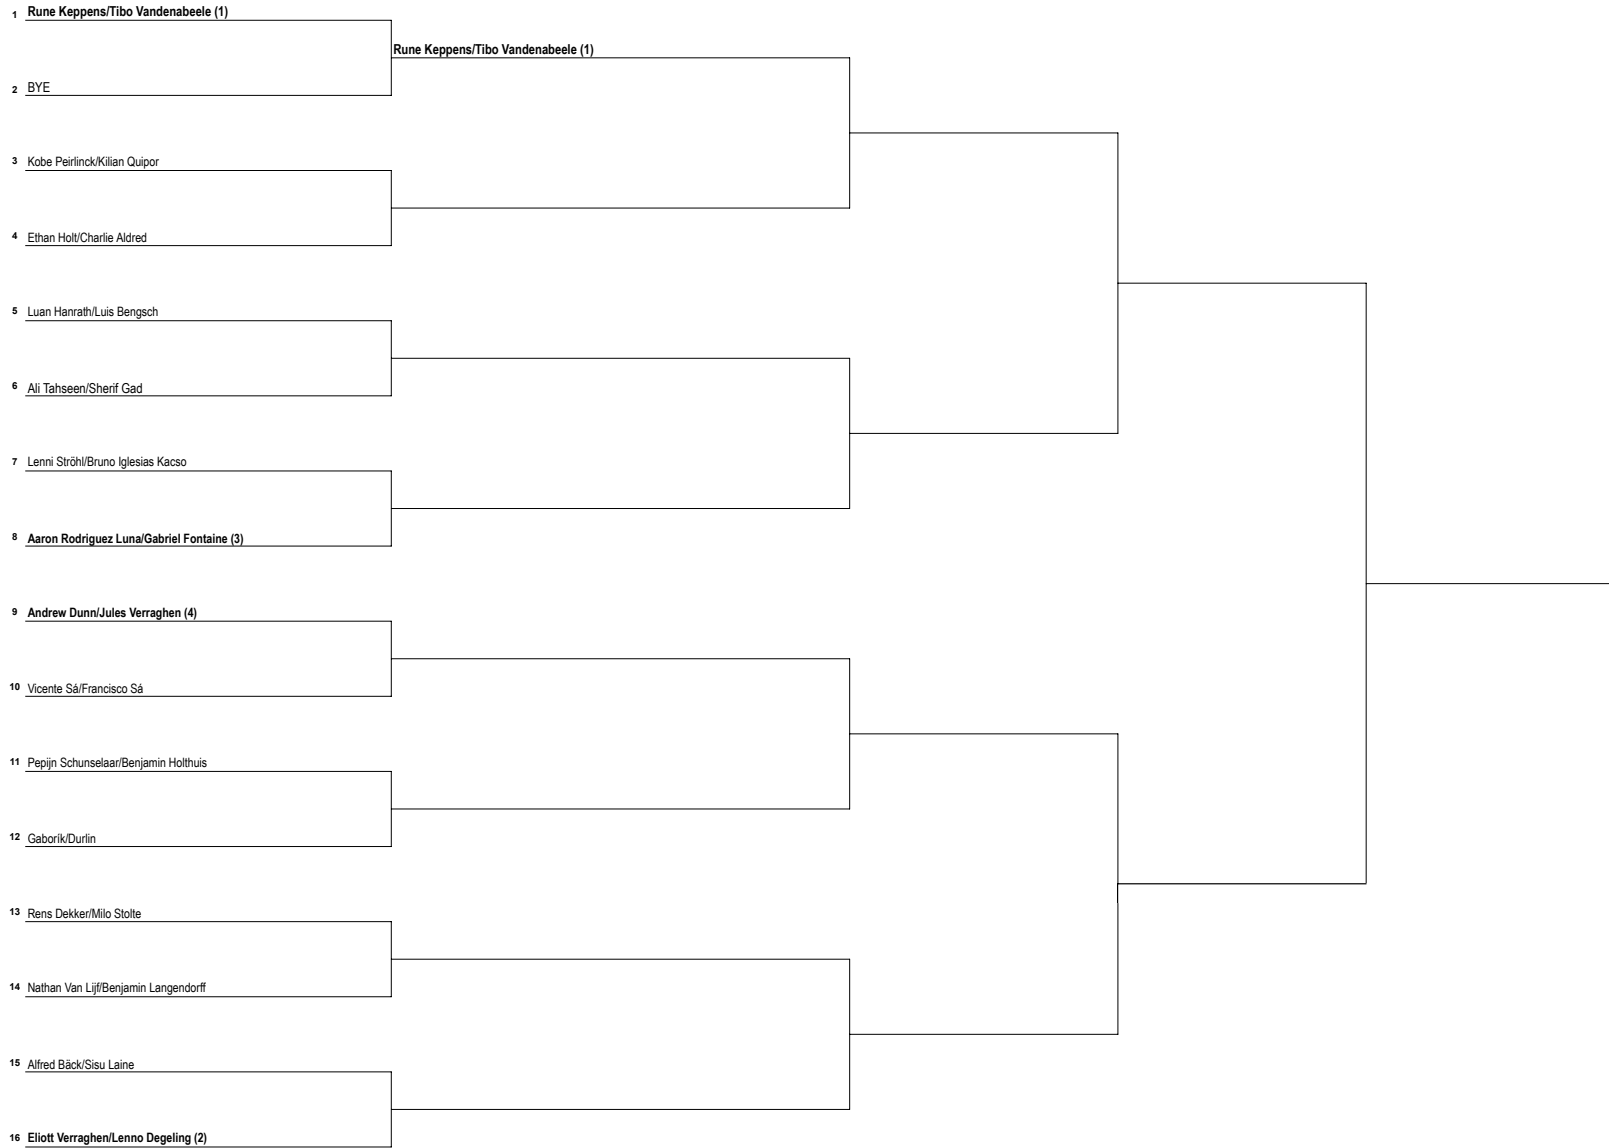 1 Rune Keppens/Tibo Vandenabeele (1)
Rune Keppens/Tibo Vandenabeele (1)
2 BYE
3 Kobe Peirlinck/Kilian Quipor
4 Ethan Holt/Charlie Aldred
5 Luan Hanrath/Luis Bengsch
6 Ali Tahseen/Sherif Gad
7 Lenni Ströhl/Bruno Iglesias Kacso
8 Aaron Rodriguez Luna/Gabriel Fontaine (3)
9 Andrew Dunn/Jules Verraghen (4)
10 Vicente Sá/Francisco Sá
11 Pepijn Schunselaar/Benjamin Holthuis
12 Gaborík/Durlin
13 Rens Dekker/Milo Stolte
14 Nathan Van Lijf/Benjamin Langendorff
15 Alfred Bäck/Sisu Laine
16 Eliott Verraghen/Lenno Degeling (2)